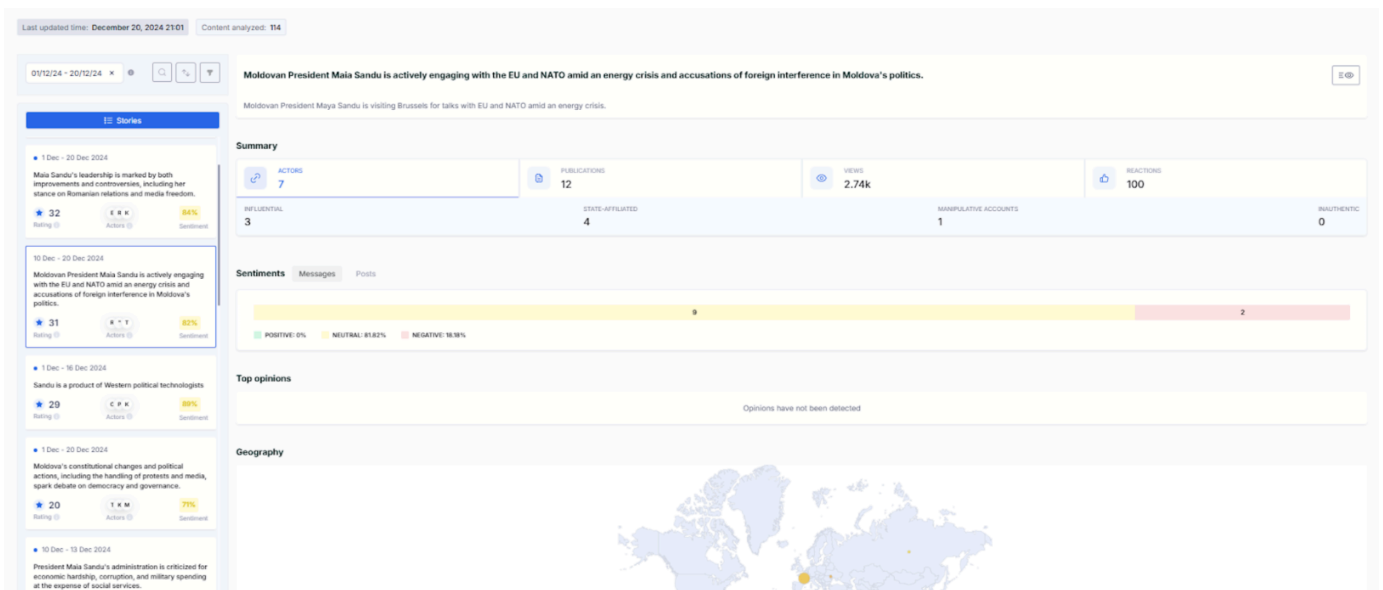 Last updated time: December 20, 2024 21:01
Content analyzed: 114
01/12/24 - 20/12/24 ×
Stories
1 Dec - 20 Dec 2024
Maia Sandu's leadership is marked by both
improvements and controversies, including her
stance on Romanian relations and media freedom.
32 E R K 84%
Rating Actors Sentiment
10 Dec - 20 Dec 2024
Moldovan President Maia Sandu is actively engaging
with the EU and NATO amid an energy crisis and
accusations of foreign interference in Moldova's
politics.
31 T 82%
Rating Actors Sentiment
1 Dec - 16 Dec 2024
Sandu is a product of Western political technologists
29 C P K 89%
Rating Actors Sentiment
1 Dec - 20 Dec 2024
Moldova's constitutional changes and political
actions, including the handling of protests and media,
spark debate on democracy and governance.
20 K M 71%
Rating Actors Sentiment
10 Dec - 13 Dec 2024
President Maia Sandu's administration is criticized for
economic hardship, corruption, and military spending
at the expense of social services.
Moldovan President Maia Sandu is actively engaging with the EU and NATO amid an energy crisis and accusations of foreign interference in Moldova's politics.
Moldovan President Maya Sandu is visiting Brussels for talks with EU and NATO amid an energy crisis.
Summary
ACTORS
7
PUBLICATIONS
12
VIEWS
2.74k
REACTIONS
100
INFLUENTIAL
3
STATE-AFFILIATED
4
MANIPULATIVE ACCOUNTS
1
INAUTHENTIC
0
Sentiments Messages Posts
9 2
POSITIVE: 0% NEUTRAL: 81.82% NEGATIVE: 18.18%
Top opinions
Opinions have not been detected
Geography